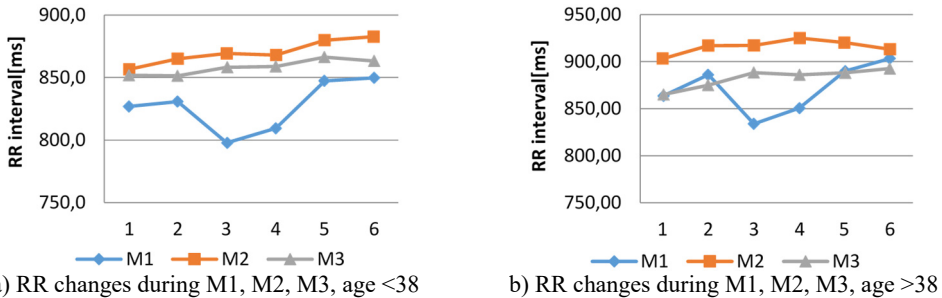 900,0
850,0
800,0
750,0
RR interval[ms]
1 2 3 4 5 6
M1 M2 M3
) RR changes during M1, M2, M3, age <38
950,00
900,00
850,00
800,00
750,00
RR interval[ms]
1 2 3 4 5 6
M1 M2 M3
b) RR changes during M1, M2, M3, age >38